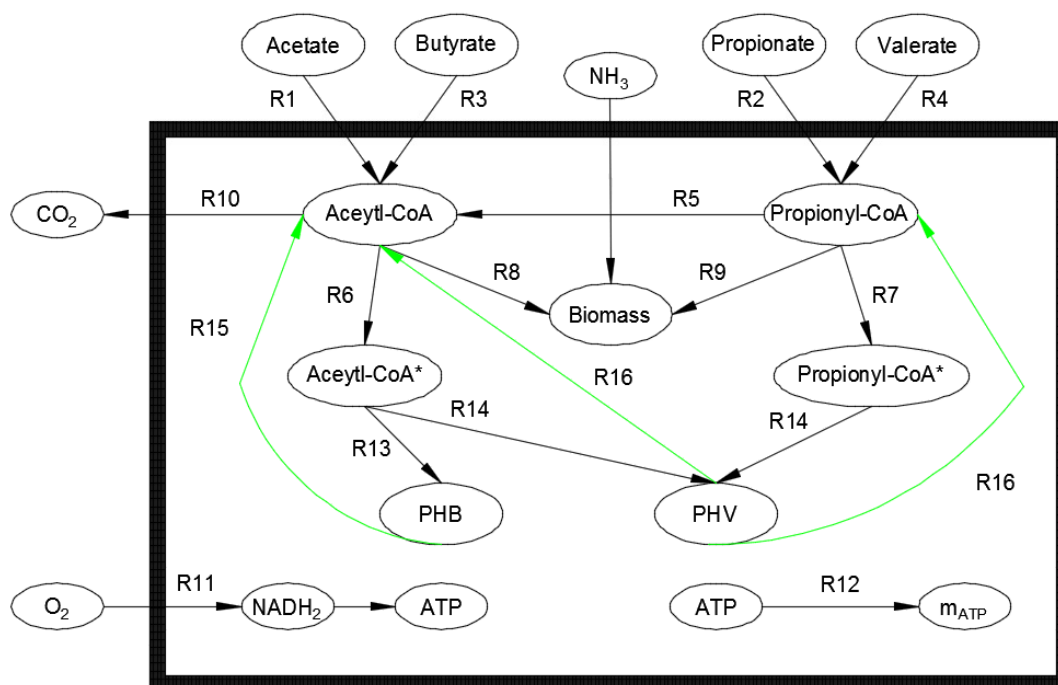 Acetate
Butyrate
Propionate
Valerate
NH₃
R1
R3
R2
R4
CO₂
R10
Aceytl-CoA
R5
Propionyl-CoA
R6
R8
R9
R7
R15
Biomass
Aceytl-CoA*
R16
Propionyl-CoA*
R14
R14
R13
R16
PHB
PHV
O₂
R11
NADH₂
ATP
ATP
R12
mATP